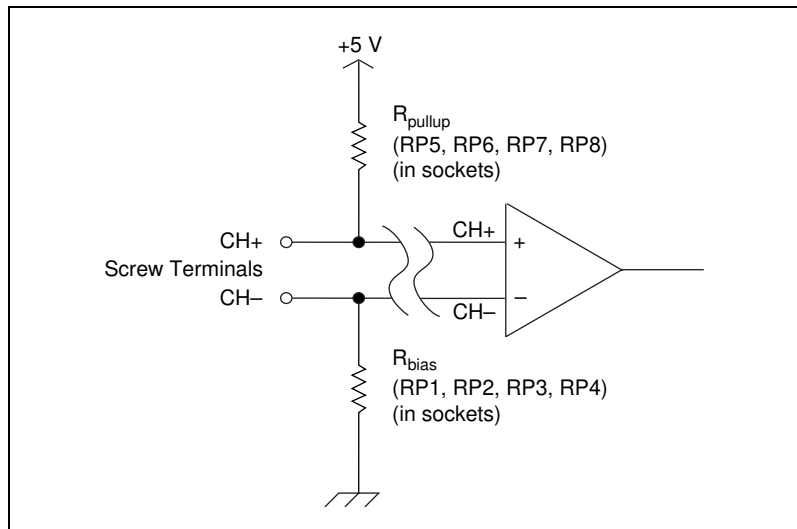 +5 V
R_pullup
(RP5, RP6, RP7, RP8)
(in sockets)
CH+
CH+
+
Screw Terminals
CH–
–
CH–
R_bias
(RP1, RP2, RP3, RP4)
(in sockets)